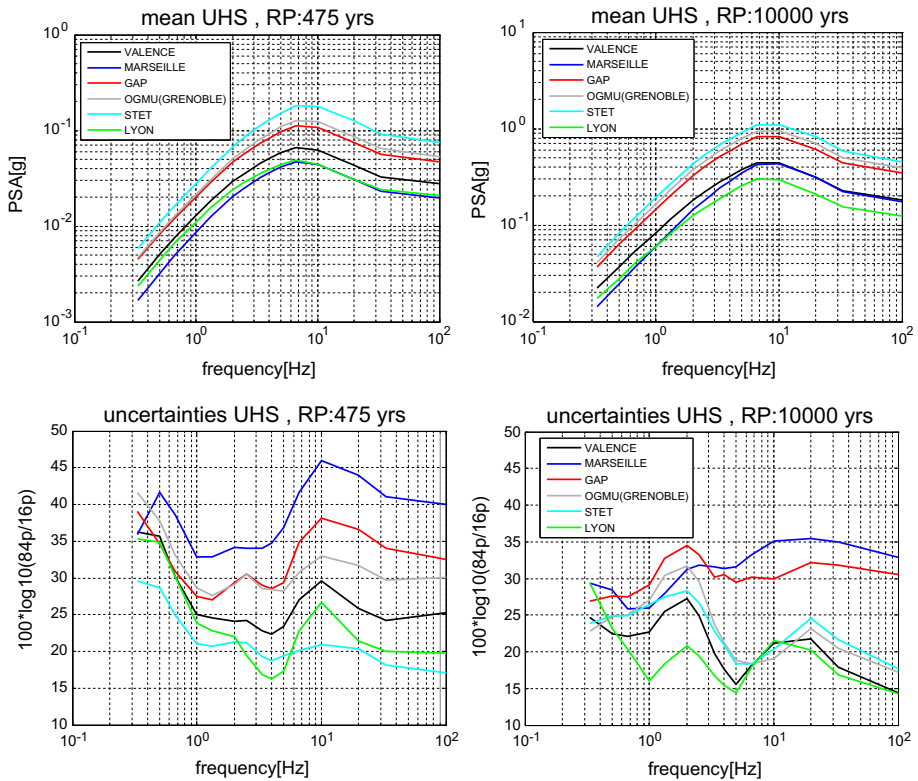 mean UHS , RP:475 yrs
10^0
10^-1
10^-2
10^-3
PSA[g]
VALENCE
MARSEILLE
GAP
OGMU(GRENOBLE)
STET
LYON
10^-1 10^0 10^1 10^2
frequency[Hz]
mean UHS , RP:10000 yrs
10^1
10^0
10^-1
10^-2
PSA[g]
VALENCE
MARSEILLE
GAP
OGMU(GRENOBLE)
STET
LYON
10^-1 10^0 10^1 10^2
frequency[Hz]
uncertainties UHS , RP:475 yrs
50
45
40
35
30
25
20
15
10
100*log10(84p/16p)
10^-1 10^0 10^1 10^2
frequency[Hz]
uncertainties UHS , RP:10000 yrs
50
45
40
35
30
25
20
15
10
100*log10(84p/16p)
VALENCE
MARSEILLE
GAP
OGMU(GRENOBLE)
STET
LYON
10^-1 10^0 10^1 10^2
frequency[Hz]